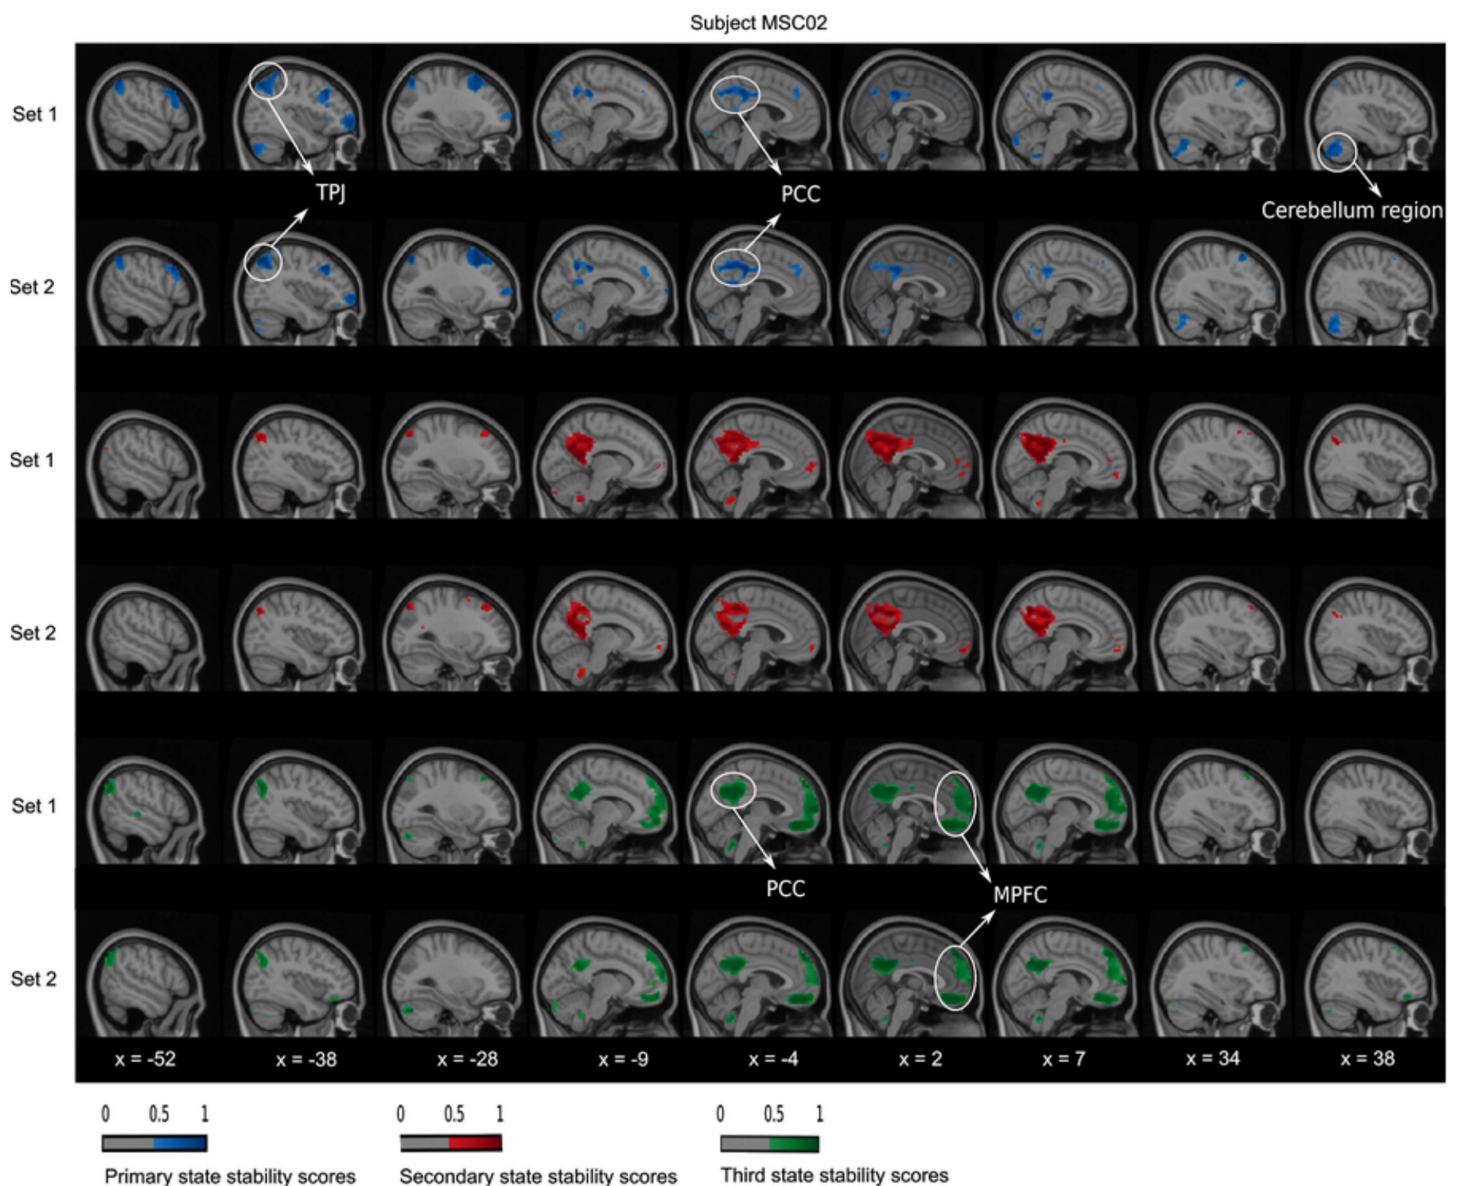 Subject MSC02
Set 1
TPJ
PCC
Cerebellum region
Set 2
Set 1
Set 2
Set 1
PCC
MPFC
Set 2
x = -52 x = -38 x = -28 x = -9 x = -4 x = 2 x = 7 x = 34 x = 38
0 0.5 1 0 0.5 1 0 0.5 1
Primary state stability scores Secondary state stability scores Third state stability scores